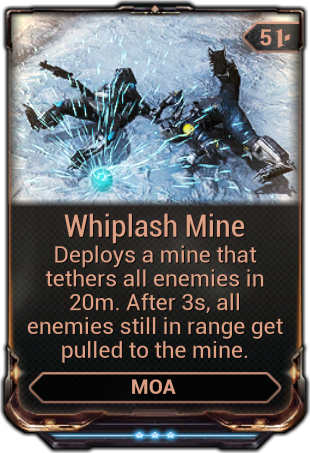 51
Whiplash Mine
Deploys a mine that
tethers all enemies in
20m. After 3s, all
enemies still in range get
pulled to the mine.
MOA